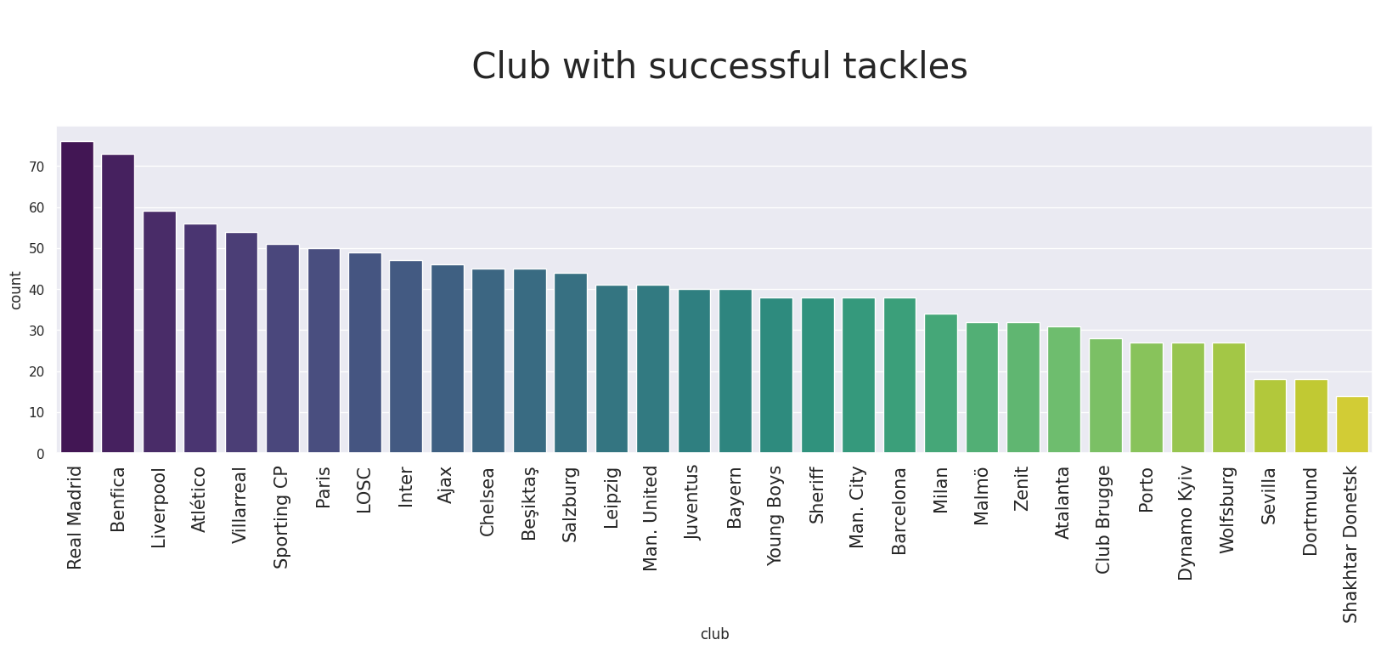 Club with successful tackles
count
70
60
50
40
30
20
10
0
Real Madrid
Benfica
Liverpool
Atlético
Villarreal
Sporting CP
Paris
LOSC
Inter
Ajax
Chelsea
Beşiktaş
Salzburg
Leipzig
Man. United
Juventus
Bayern
Young Boys
Sheriff
Man. City
Barcelona
Milan
Malmö
Zenit
Atalanta
Club Brugge
Porto
Dynamo Kyiv
Wolfsburg
Sevilla
Dortmund
Shakhtar Donetsk
club